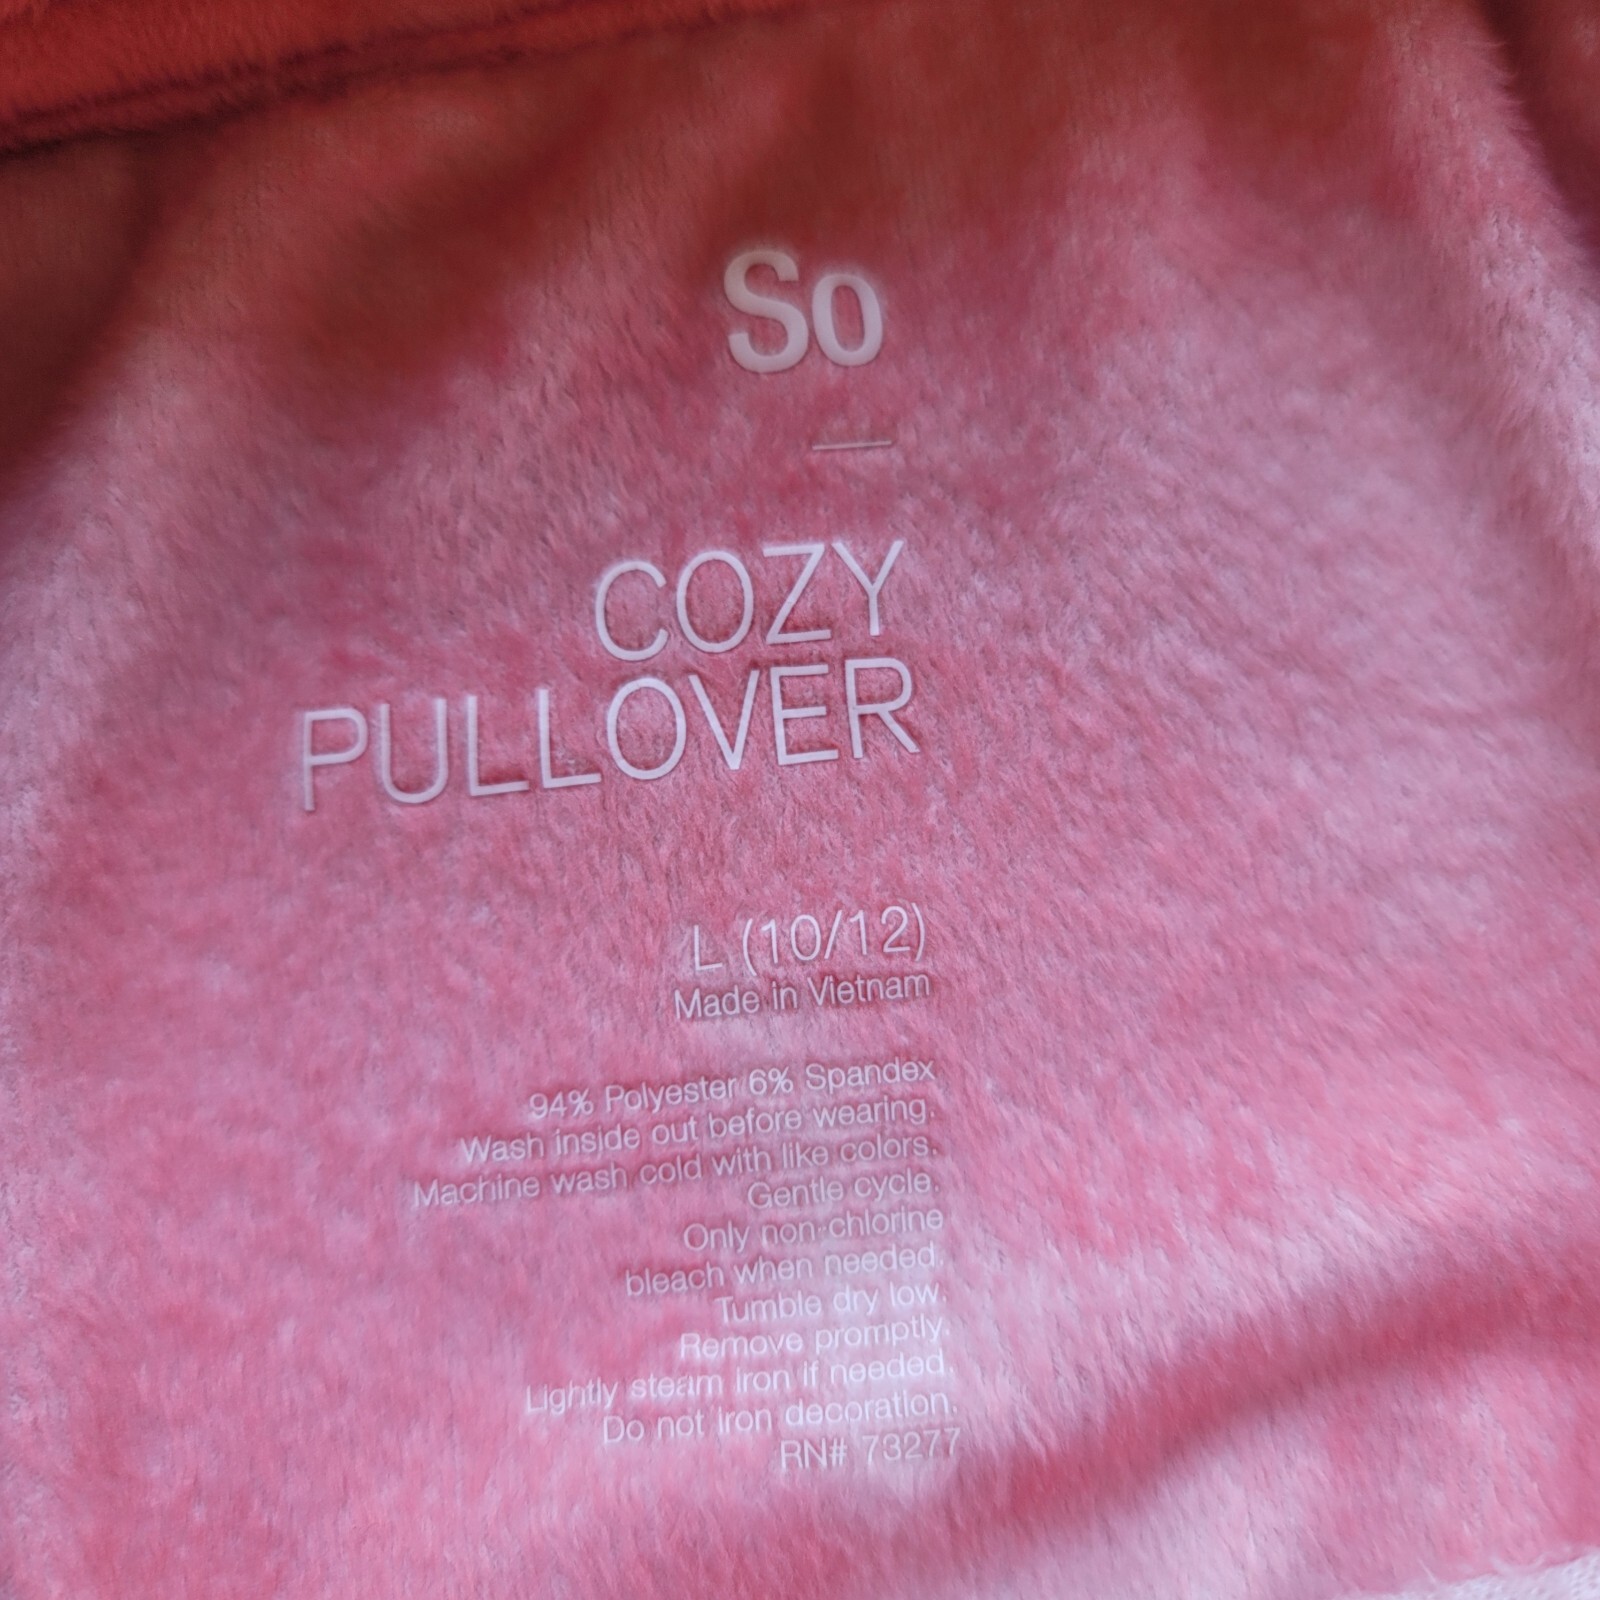 So
COZY
PULLOVER
L (10/12)
Made in Vietnam
94% Polyester 6% Spandex
Wash inside out before wearing.
Machine wash cold with like colors.
Gentle cycle.
Only non-chlorine
bleach when needed.
Tumble dry low.
Remove promptly.
Lightly steam iron if needed.
Do not iron decoration.
RN# 73277